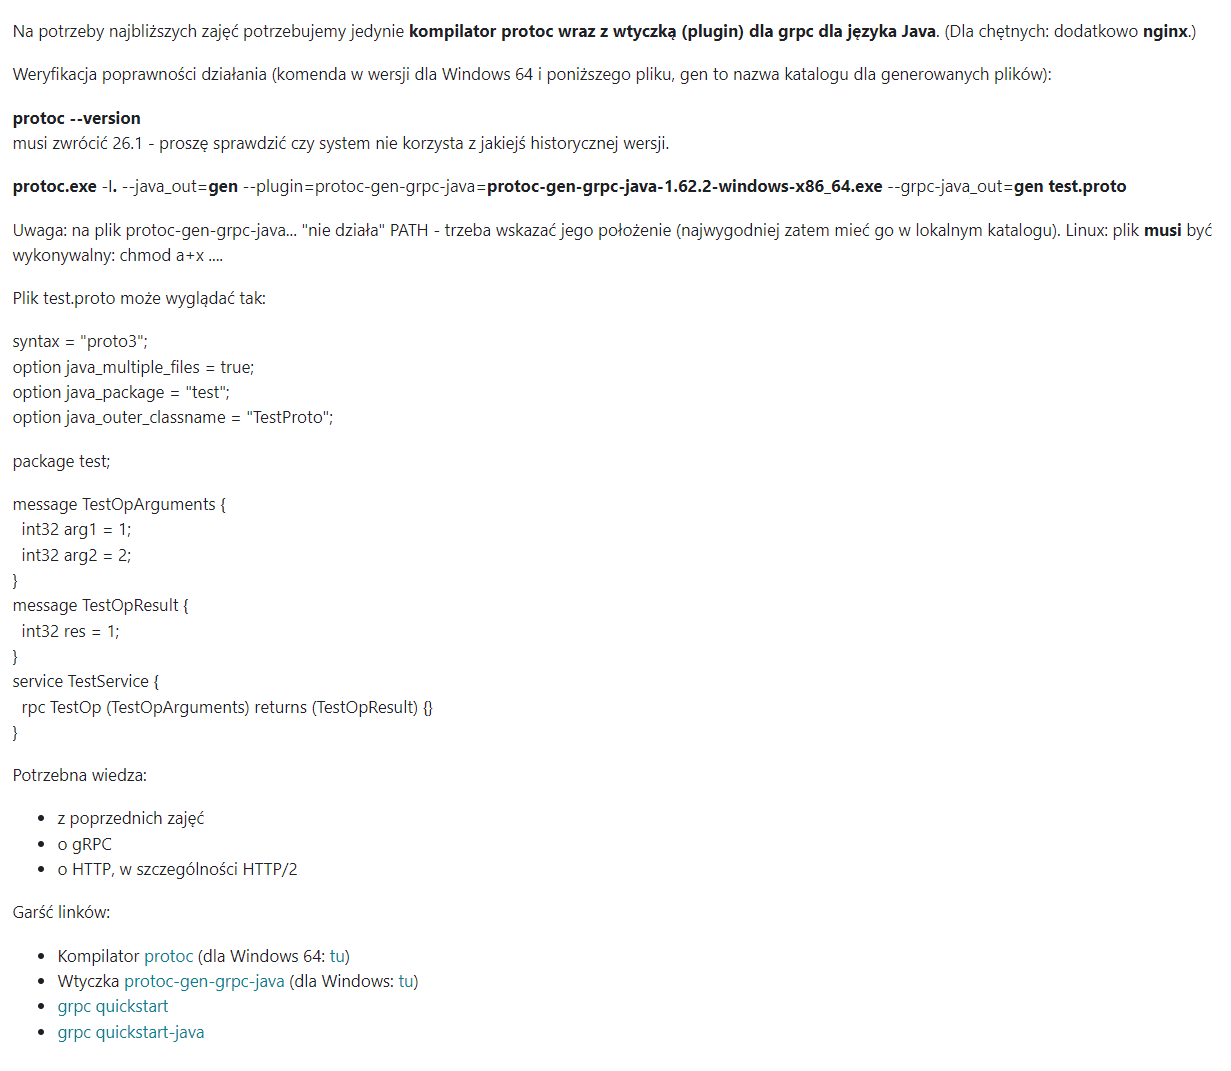 Na potrzeby najbliższych zajęć potrzebujemy jedynie kompilator protoc wraz z wtyczką (plugin) dla grpc dla języka Java. (Dla chętnych: dodatkowo nginx.)
Weryfikacja poprawności działania (komenda w wersji dla Windows 64 i poniższego pliku, gen to nazwa katalogu dla generowanych plików):
protoc --version
musi zwrócić 26.1 - proszę sprawdzić czy system nie korzysta z jakiejś historycznej wersji.
protoc.exe -I. --java_out=gen --plugin=protoc-gen-grpc-java=protoc-gen-grpc-java-1.62.2-windows-x86_64.exe --grpc-java_out=gen test.proto
Uwaga: na plik protoc-gen-grpc-java... "nie działa" PATH - trzeba wskazać jego położenie (najwygodniej zatem mieć go w lokalnym katalogu). Linux: plik musi być
wykonywalny: chmod a+x ....
Plik test.proto może wyglądać tak:
syntax = "proto3";
option java_multiple_files = true;
option java_package = "test";
option java_outer_classname = "TestProto";
package test;
message TestOpArguments {
int32 arg1 = 1;
int32 arg2 = 2;
}
message TestOpResult {
int32 res = 1;
}
service TestService {
rpc TestOp (TestOpArguments) returns (TestOpResult) {}
}
Potrzebna wiedza:
• z poprzednich zajęć
• o gRPC
• o HTTP, w szczególności HTTP/2
Garść linków:
• Kompilator protoc (dla Windows 64: tu)
• Wtyczka protoc-gen-grpc-java (dla Windows: tu)
• grpc quickstart
• grpc quickstart-java